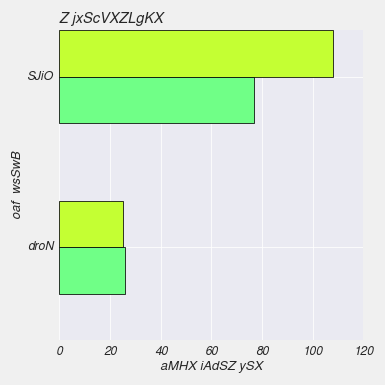 Z jxScVXZLgKX
SJiO
droN
oaf  wsSwB
0 20 40 60 80 100 120
aMHX iAdSZ ySX